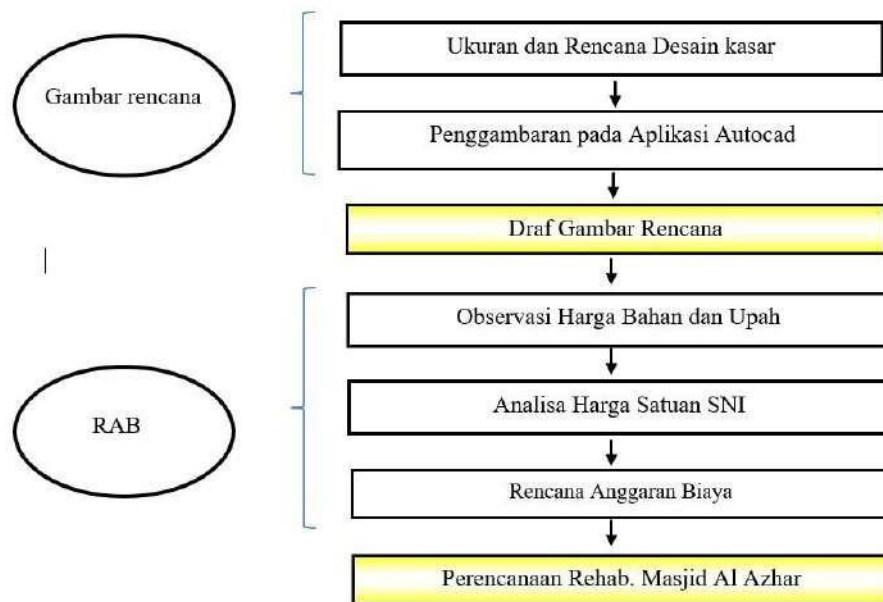 Gambar rencana
Ukuran dan Rencana Desain kasar
Penggambaran pada Aplikasi Autocad
Draf Gambar Rencana
RAB
Observasi Harga Bahan dan Upah
Analisa Harga Satuan SNI
Rencana Anggaran Biaya
Perencanaan Rehab. Masjid Al Azhar